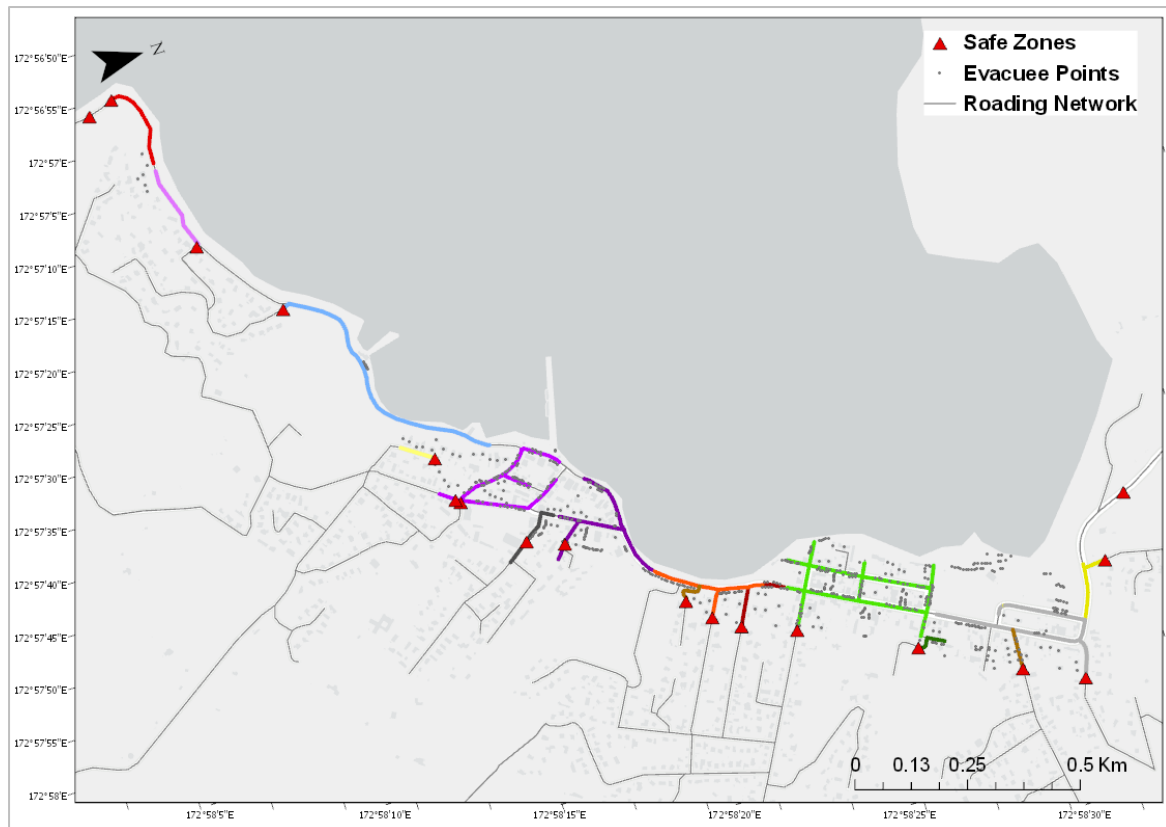 N
Safe Zones
Evacuee Points
Roading Network
172°56'50"E
172°56'55"E
172°57'E
172°57'5"E
172°57'10"E
172°57'15"E
172°57'20"E
172°57'25"E
172°57'30"E
172°57'35"E
172°57'40"E
172°57'45"E
172°57'50"E
172°57'55"E
172°58'E
0 0.13 0.25 0.5 Km
172°58'5"E 172°58'10"E 172°58'15"E 172°58'20"E 172°58'25"E 172°58'30"E